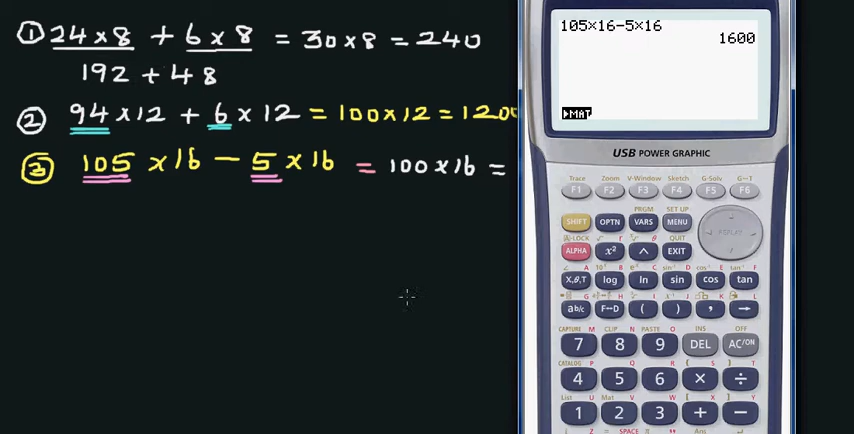 ① 24 × 8 + 6 × 8 = 30 × 8 = 240
192 + 48
② 94 × 12 + 6 × 12 = 100 × 12 = 1200
③ 105 × 16 − 5 × 16 = 100 × 16 =
105×16-5×16
1600
▶MAT
USB POWER GRAPHIC
Trace Zoom V-Window Sketch G-Solv G↔T
F1 F2 F3 F4 F5 F6
PRGM SET UP
SHIFT OPTN VARS MENU
REPLAY
A-LOCK √ r θ QUIT
ALPHA x² ^ EXIT
A B C D E F
X,θ,T log ln sin cos tan
G H I J K L
ab/c F↔D ( ) , →
CAPTURE M CLIP N PASTE O INS OFF
7 8 9 DEL AC/ON
CATALOG P Q R S T
4 5 6 × ÷
List U Mat V W [ X ] Y
1 2 3 + −
Z SPACE " Ans